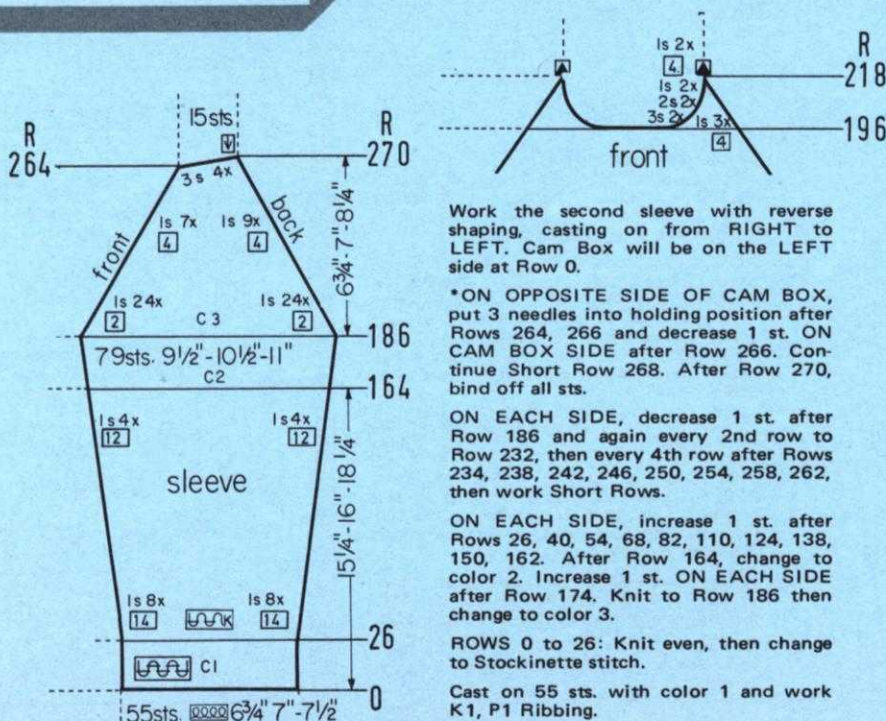 15sts
R
264
R
270
3 s 4x
front
back
1s 7x
4
1s 9x
4
6¾"-7"-8¼"
1s 24x
2
C 3
1s 24x
2
186
79sts. 9½"-10½"-11"
C2
164
1s4x
12
1s4x
12
sleeve
15¼"-16"-18¼"
1s 8x
14
K
1s 8x
14
26
C1
0
55sts. 6¾" 7"-7½"
1s 2x
4
R
218
1s 2x
2s 2x
3s 2x
1s 3x
4
196
front
Work the second sleeve with reverse
shaping, casting on from RIGHT to
LEFT. Cam Box will be on the LEFT
side at Row 0.
*ON OPPOSITE SIDE OF CAM BOX,
put 3 needles into holding position after
Rows 264, 266 and decrease 1 st. ON
CAM BOX SIDE after Row 266. Con-
tinue Short Row 268. After Row 270,
bind off all sts.
ON EACH SIDE, decrease 1 st. after
Row 186 and again every 2nd row to
Row 232, then every 4th row after Rows
234, 238, 242, 246, 250, 254, 258, 262,
then work Short Rows.
ON EACH SIDE, increase 1 st. after
Rows 26, 40, 54, 68, 82, 110, 124, 138,
150, 162. After Row 164, change to
color 2. Increase 1 st. ON EACH SIDE
after Row 174. Knit to Row 186 then
change to color 3.
ROWS 0 to 26: Knit even, then change
to Stockinette stitch.
Cast on 55 sts. with color 1 and work
K1, P1 Ribbing.